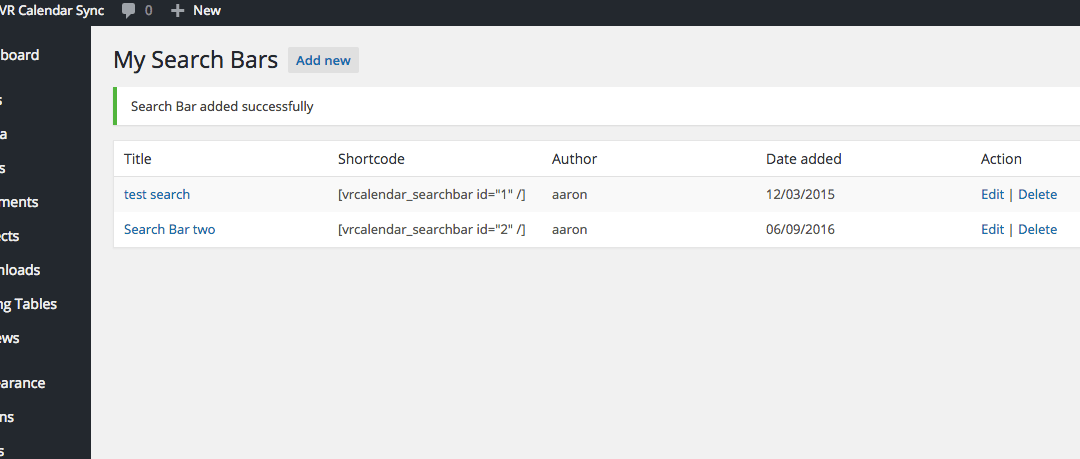 VR Calendar Sync 0 New
board
s
My Search Bars Add new
Search Bar added successfully
a
s
ments
ects
nloads
ng Tables
ews
earance
ns
s
Title Shortcode Author Date added Action
test search [vrcalendar_searchbar id="1" /] aaron 12/03/2015 Edit | Delete
Search Bar two [vrcalendar_searchbar id="2" /] aaron 06/09/2016 Edit | Delete